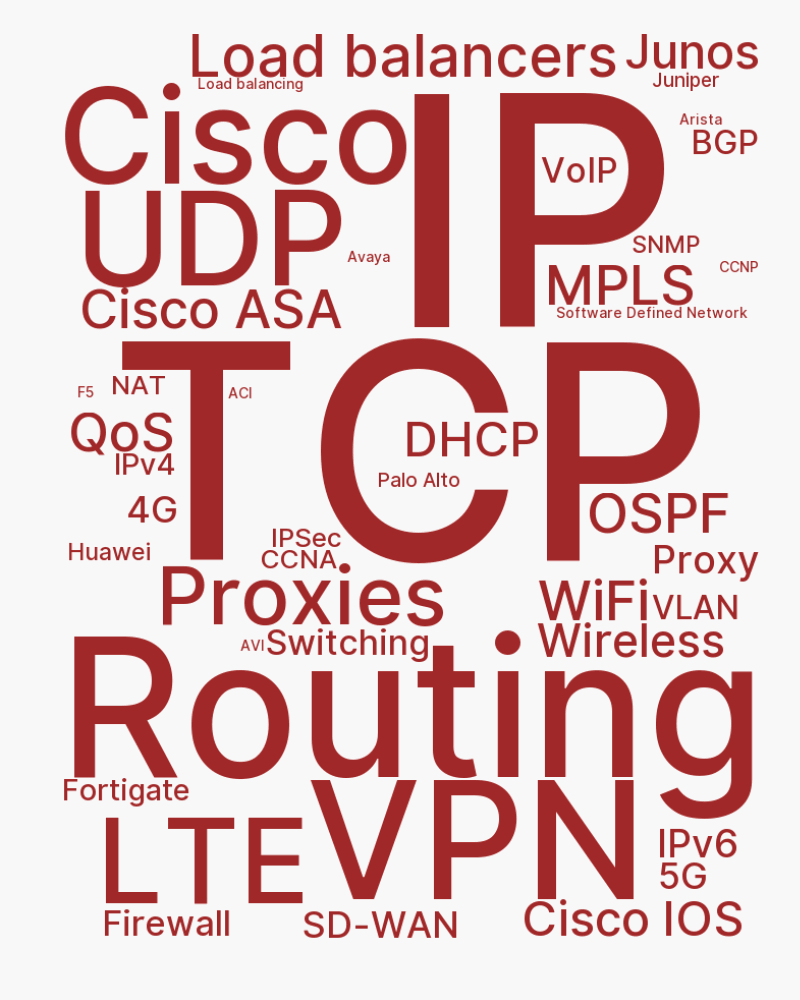 Load balancers
Junos
Load balancing
Juniper
Cisco
IP
Arista
BGP
VoIP
UDP
Avaya
SNMP
CCNP
MPLS
Cisco ASA
Software Defined Network
TCP
F5
NAT
ACI
QoS
DHCP
IPv4
Palo Alto
4G
OSPF
Huawei
IPSec
CCNA
Proxy
Proxies
WiFi
VLAN
AVI
Switching
Wireless
Routing
Fortigate
LTE
VPN
IPv6
5G
Firewall
SD-WAN
Cisco IOS